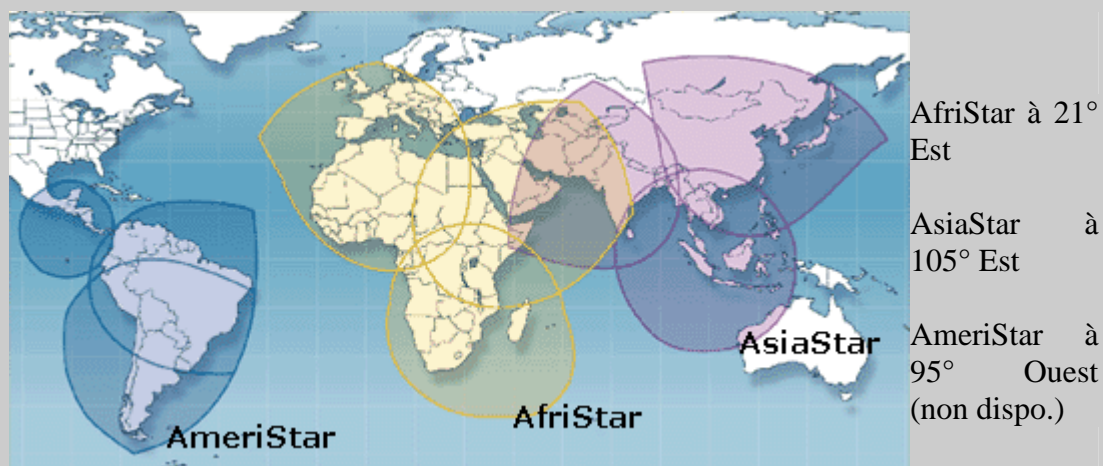 AfriStar à 21°
Est
AsiaStar à
105° Est
AmeriStar à
95° Ouest
(non dispo.)
AsiaStar
AfriStar
AmeriStar